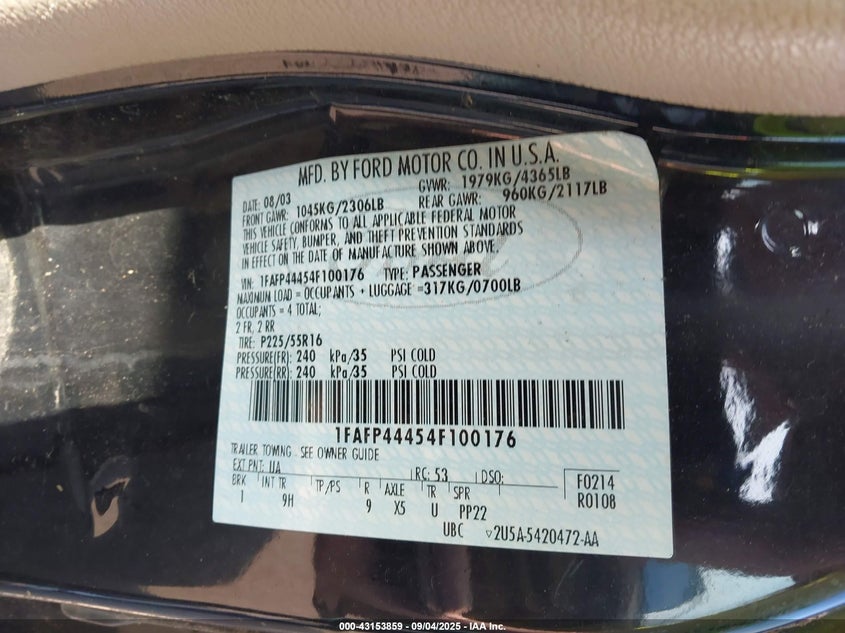 MFD. BY FORD MOTOR CO. IN U.S.A.
DATE: 08/03 GVWR: 1979KG/4365LB
FRONT GAWR: 1045KG/2306LB REAR GAWR: 960KG/2117LB
THIS VEHICLE CONFORMS TO ALL APPLICABLE FEDERAL MOTOR
VEHICLE SAFETY, BUMPER, AND THEFT PREVENTION STANDARDS
IN EFFECT ON THE DATE OF MANUFACTURE SHOWN ABOVE.
VIN: 1FAFP44454F100176 TYPE: PASSENGER
MAXIMUM LOAD = OCCUPANTS + LUGGAGE =317KG/0700LB
OCCUPANTS = 4 TOTAL;
2 FR, 2 RR
TIRE: P225/55R16
PRESSURE(FR): 240 kPa/35 PSI COLD
PRESSURE(RR): 240 kPa/35 PSI COLD
1FAFP44454F100176
TRAILER TOWING - SEE OWNER GUIDE
EXT PNT: UA RC: 53 DSO: F0214
BRK INT TR TP/PS R AXLE TR SPR R0108
1 9H 9 X5 U PP22
UBC ▽2U5A-5420472-AA
000-43153859 - 09/04/2025 - IAA Inc.